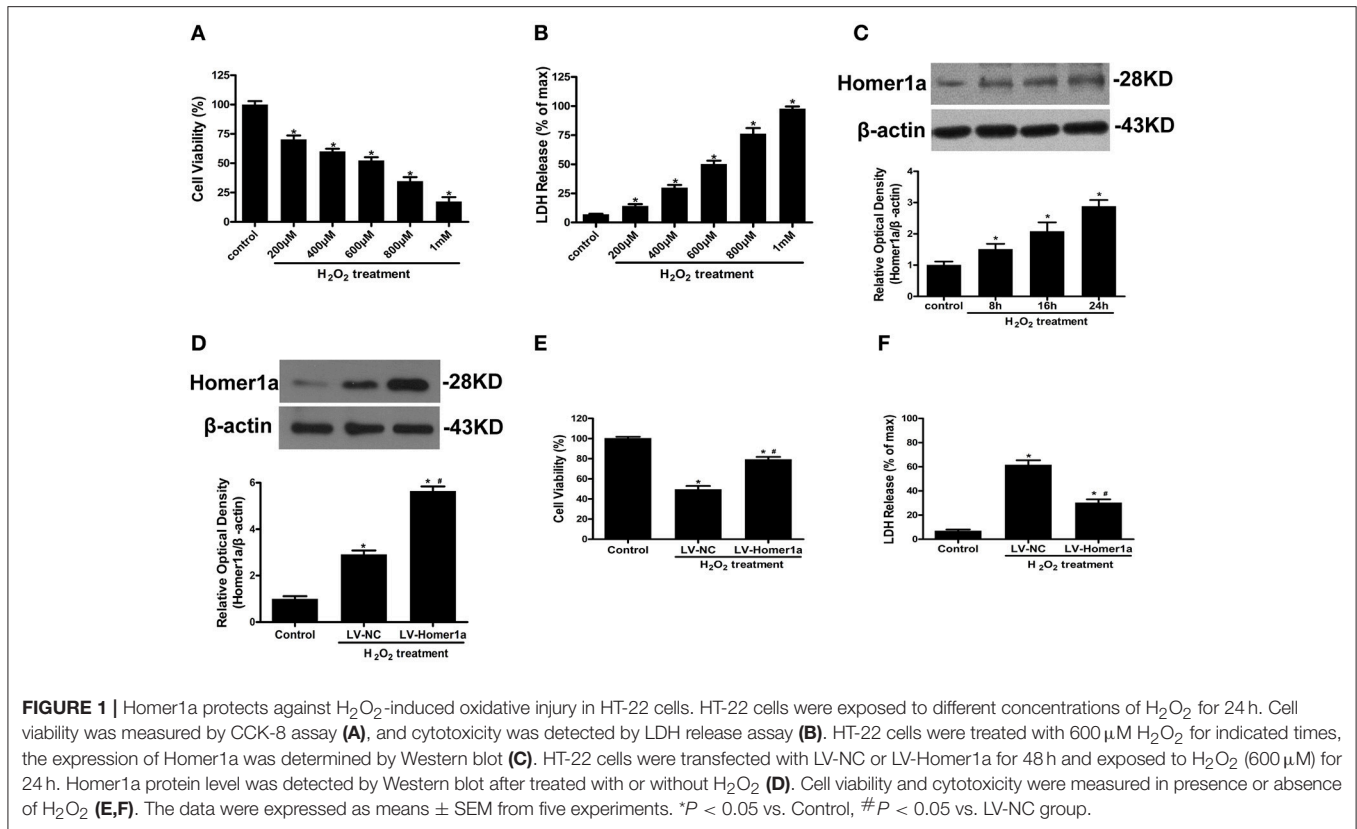 A
Cell Viability (%)
125
100
75
50
25
0
*
*
*
*
*
control
200μM
400μM
600μM
800μM
1mM
H2O2 treatment
B
LDH Release (% of max)
125
100
75
50
25
0
*
*
*
*
*
control
200μM
400μM
600μM
800μM
1mM
H2O2 treatment
C
Homer1a
-28KD
β-actin
-43KD
Relative Optical Density
(Homer1a/β -actin)
4
3
2
1
0
*
*
*
control
8h
16h
24h
H2O2 treatment
D
Homer1a
-28KD
β-actin
-43KD
Relative Optical Density
(Homer1a/β -actin)
6
4
2
0
*
* #
Control
LV-NC
LV-Homer1a
H2O2 treatment
E
Cell Viability (%)
120
100
80
60
40
20
0
*
* #
Control
LV-NC
LV-Homer1a
H2O2 treatment
F
LDH Release (% of max)
100
80
60
40
20
0
*
* #
Control
LV-NC
LV-Homer1a
H2O2 treatment
FIGURE 1 | Homer1a protects against H2O2-induced oxidative injury in HT-22 cells. HT-22 cells were exposed to different concentrations of H2O2 for 24 h. Cell
viability was measured by CCK-8 assay (A), and cytotoxicity was detected by LDH release assay (B). HT-22 cells were treated with 600 μM H2O2 for indicated times,
the expression of Homer1a was determined by Western blot (C). HT-22 cells were transfected with LV-NC or LV-Homer1a for 48 h and exposed to H2O2 (600 μM) for
24 h. Homer1a protein level was detected by Western blot after treated with or without H2O2 (D). Cell viability and cytotoxicity were measured in presence or absence
of H2O2 (E,F). The data were expressed as means ± SEM from five experiments. *P < 0.05 vs. Control, #P < 0.05 vs. LV-NC group.